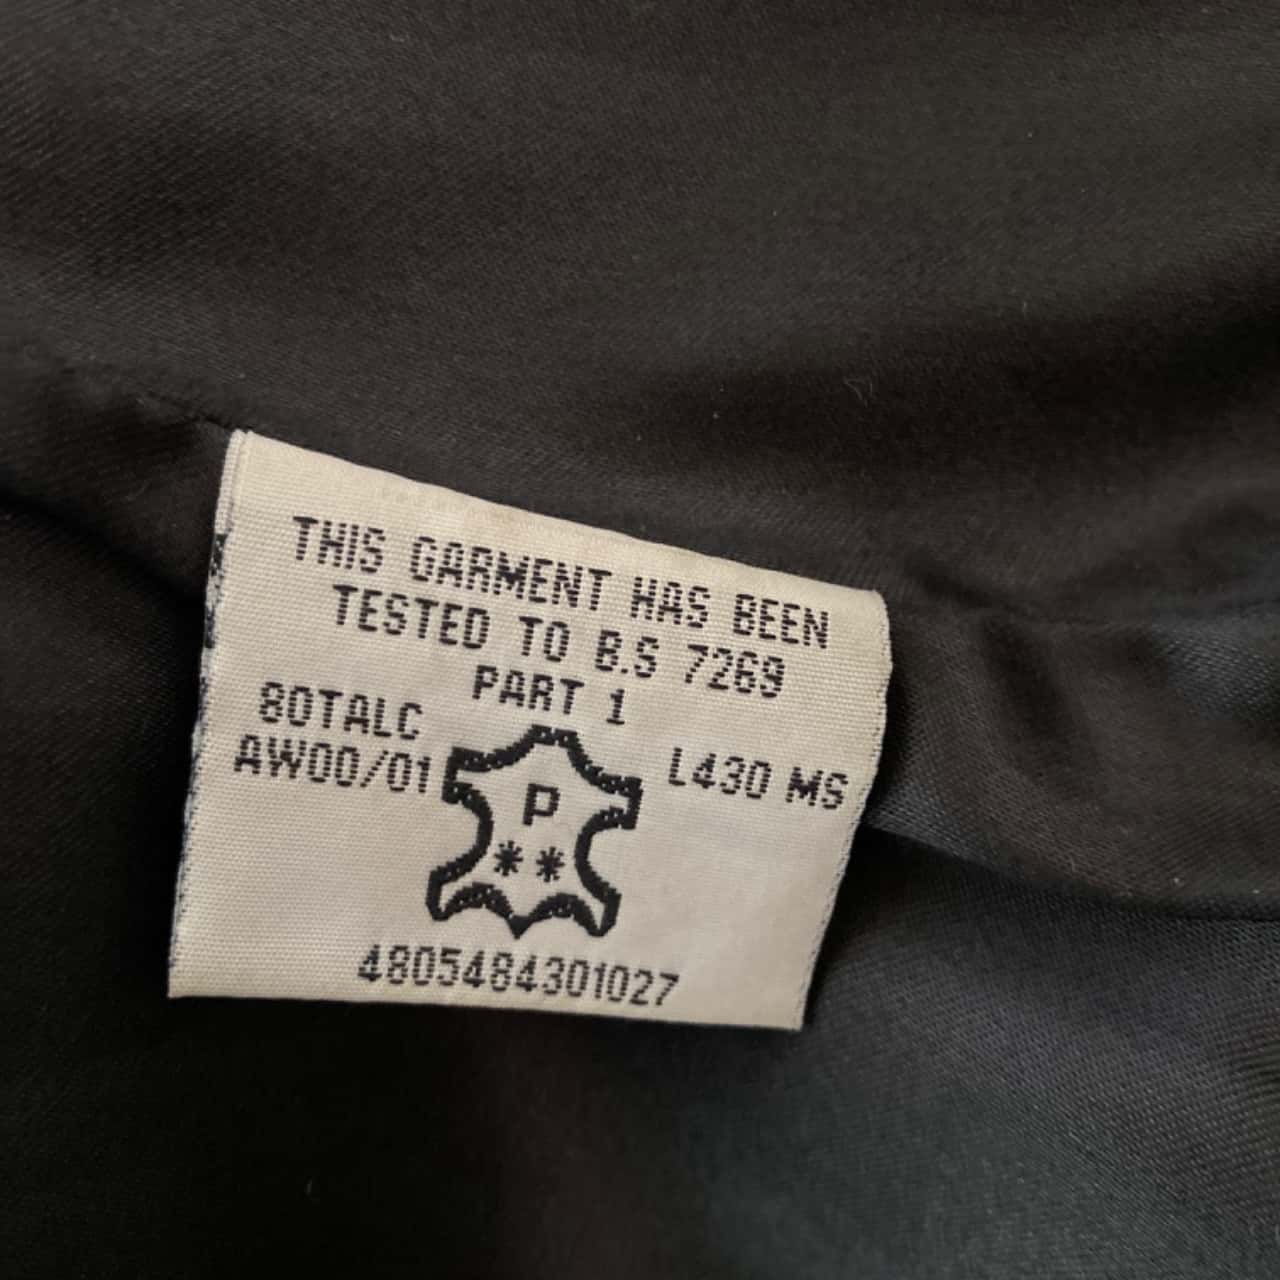 THIS GARMENT HAS BEEN
TESTED TO B.S 7269
PART 1
80TALC
AW00/01
L430 MS
P
**
4805484301027